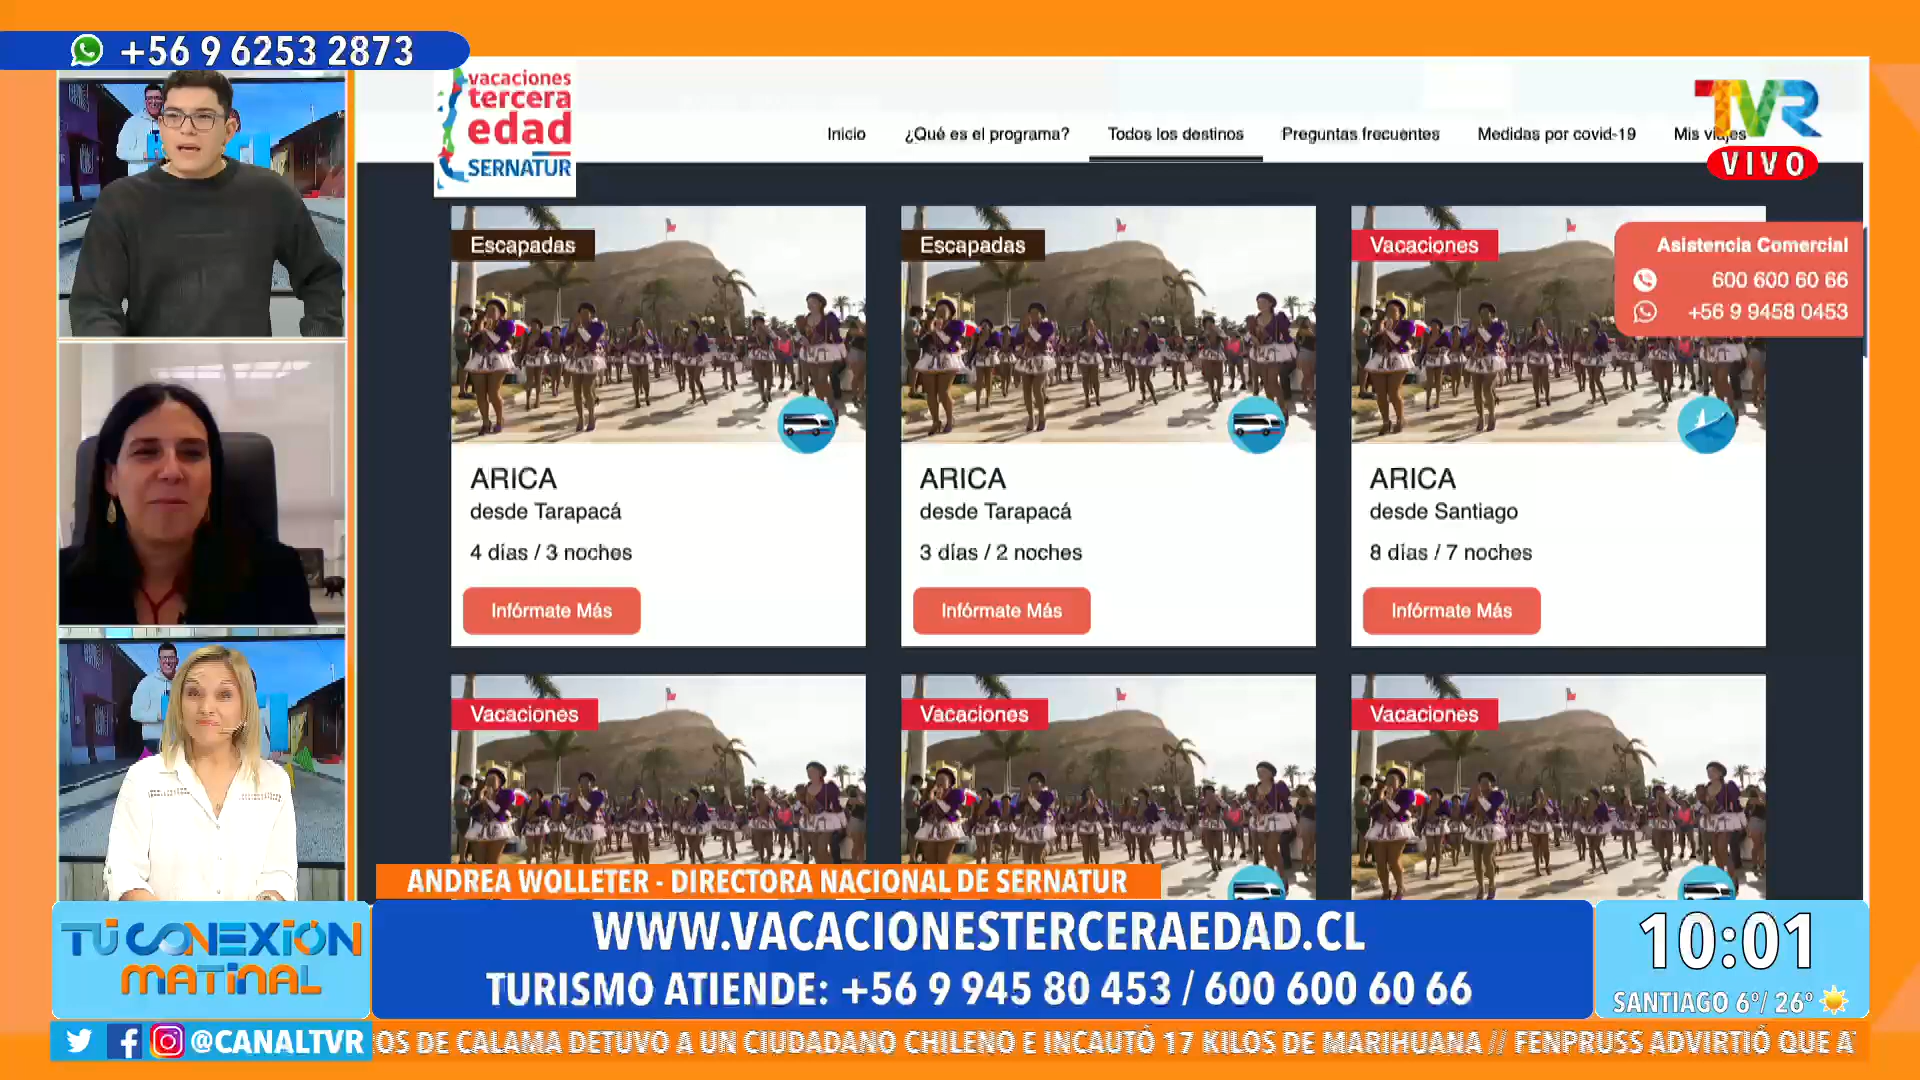 +56 9 6253 2873
vacaciones
tercera
edad
SERNATUR
Inicio
¿Qué es el programa?
Todos los destinos
Preguntas frecuentes
Medidas por covid-19
Mis viajes
TVR
VIVO
Asistencia Comercial
600 600 60 66
+56 9 9458 0453
Escapadas
ARICA
desde Tarapacá
4 días / 3 noches
Infórmate Más
Escapadas
ARICA
desde Tarapacá
3 días / 2 noches
Infórmate Más
Vacaciones
ARICA
desde Santiago
8 días / 7 noches
Infórmate Más
Vacaciones
Vacaciones
Vacaciones
ANDREA WOLLETER - DIRECTORA NACIONAL DE SERNATUR
TÚ CONEXIÓN
MATINAL
WWW.VACACIONESTERCERAEDAD.CL
TURISMO ATIENDE: +56 9 945 80 453 / 600 600 60 66
10:01
SANTIAGO 6º/ 26º
@CANALTVR
OS DE CALAMA DETUVO A UN CIUDADANO CHILENO E INCAUTÓ 17 KILOS DE MARIHUANA // FENPRUSS ADVIRTIÓ QUE A